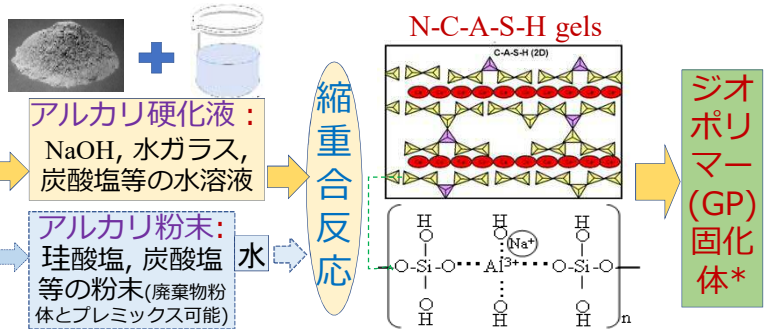 N-C-A-S-H gels
C-A-S-H (2D)
アルカリ硬化液：
NaOH, 水ガラス,
炭酸塩等の水溶液
アルカリ粉末:
珪酸塩, 炭酸塩
等の粉末(廃棄物粉
体とプレミックス可能)
水
縮
重
合
反
応
H H H
O O O
Na⁺
O Si O Al³⁺ O Si O
O O O
H H H
n
ジオ
ポリ
マー
(GP)
固化
体*